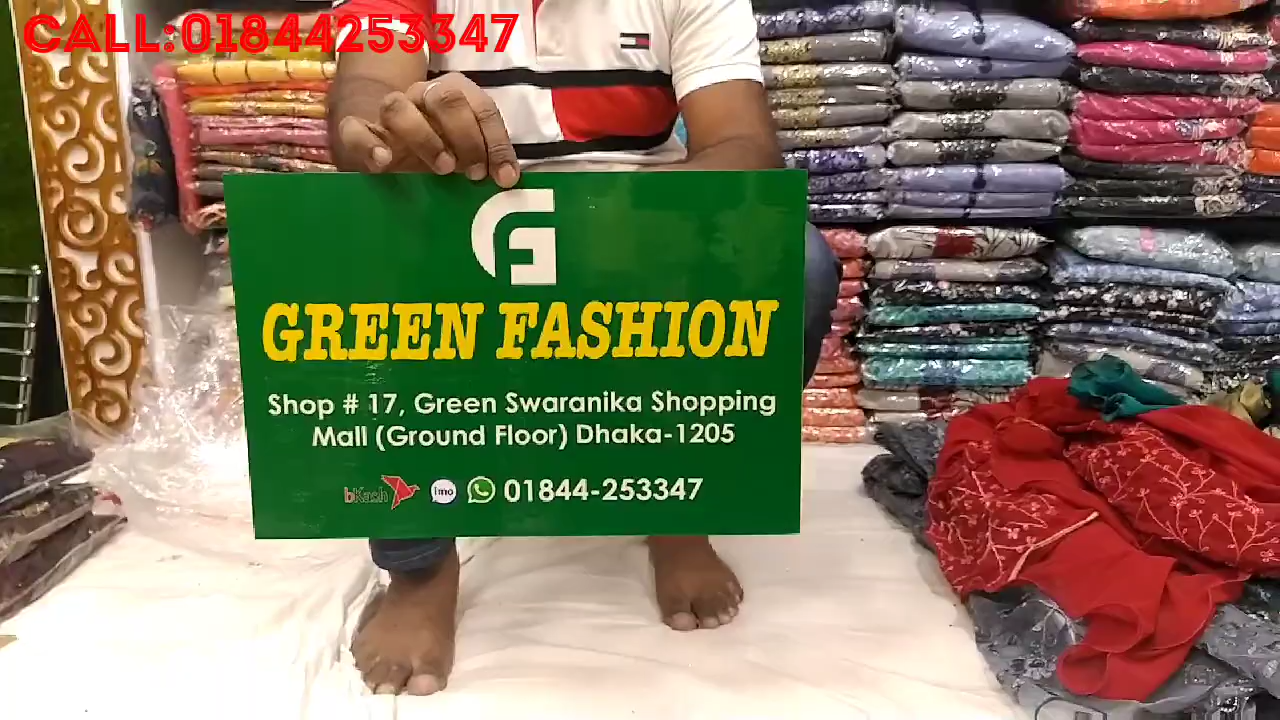 CALL:01844253347
GREEN FASHION
Shop # 17, Green Swaranika Shopping
Mall (Ground Floor) Dhaka-1205
bKash imo 01844-253347